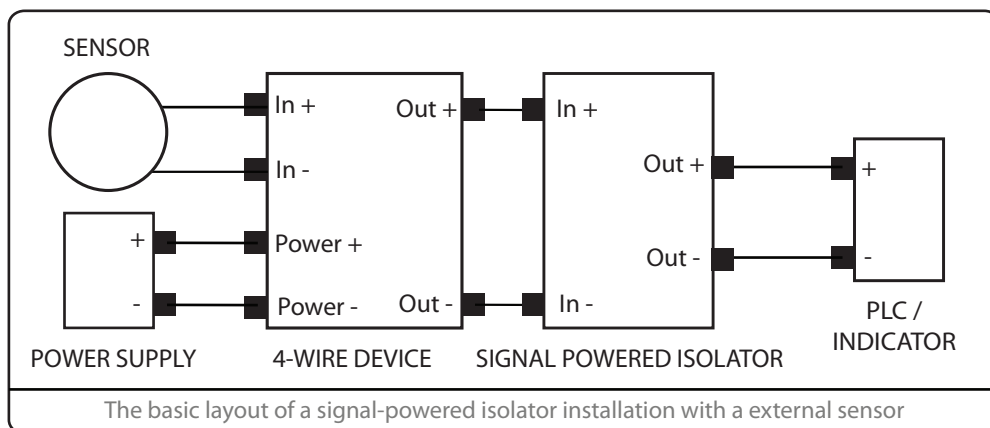 SENSOR
In +
In -
Out +
Out -
+
-
Power +
Power -
In +
In -
Out +
Out -
+
-
POWER SUPPLY
4-WIRE DEVICE
SIGNAL POWERED ISOLATOR
PLC /
INDICATOR
The basic layout of a signal-powered isolator installation with a external sensor